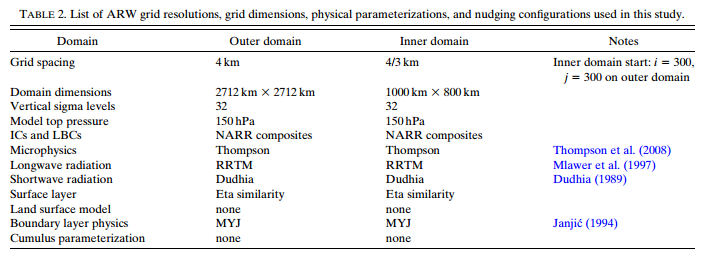 TABLE 2. List of ARW grid resolutions, grid dimensions, physical parameterizations, and nudging configurations used in this study.
Domain Outer domain Inner domain Notes
Grid spacing 4 km 4/3 km Inner domain start: i = 300,
j = 300 on outer domain
Domain dimensions 2712 km × 2712 km 1000 km × 800 km
Vertical sigma levels 32 32
Model top pressure 150 hPa 150 hPa
ICs and LBCs NARR composites NARR composites
Microphysics Thompson Thompson Thompson et al. (2008)
Longwave radiation RRTM RRTM Mlawer et al. (1997)
Shortwave radiation Dudhia Dudhia Dudhia (1989)
Surface layer Eta similarity Eta similarity
Land surface model none none
Boundary layer physics MYJ MYJ Janjić (1994)
Cumulus parameterization none none